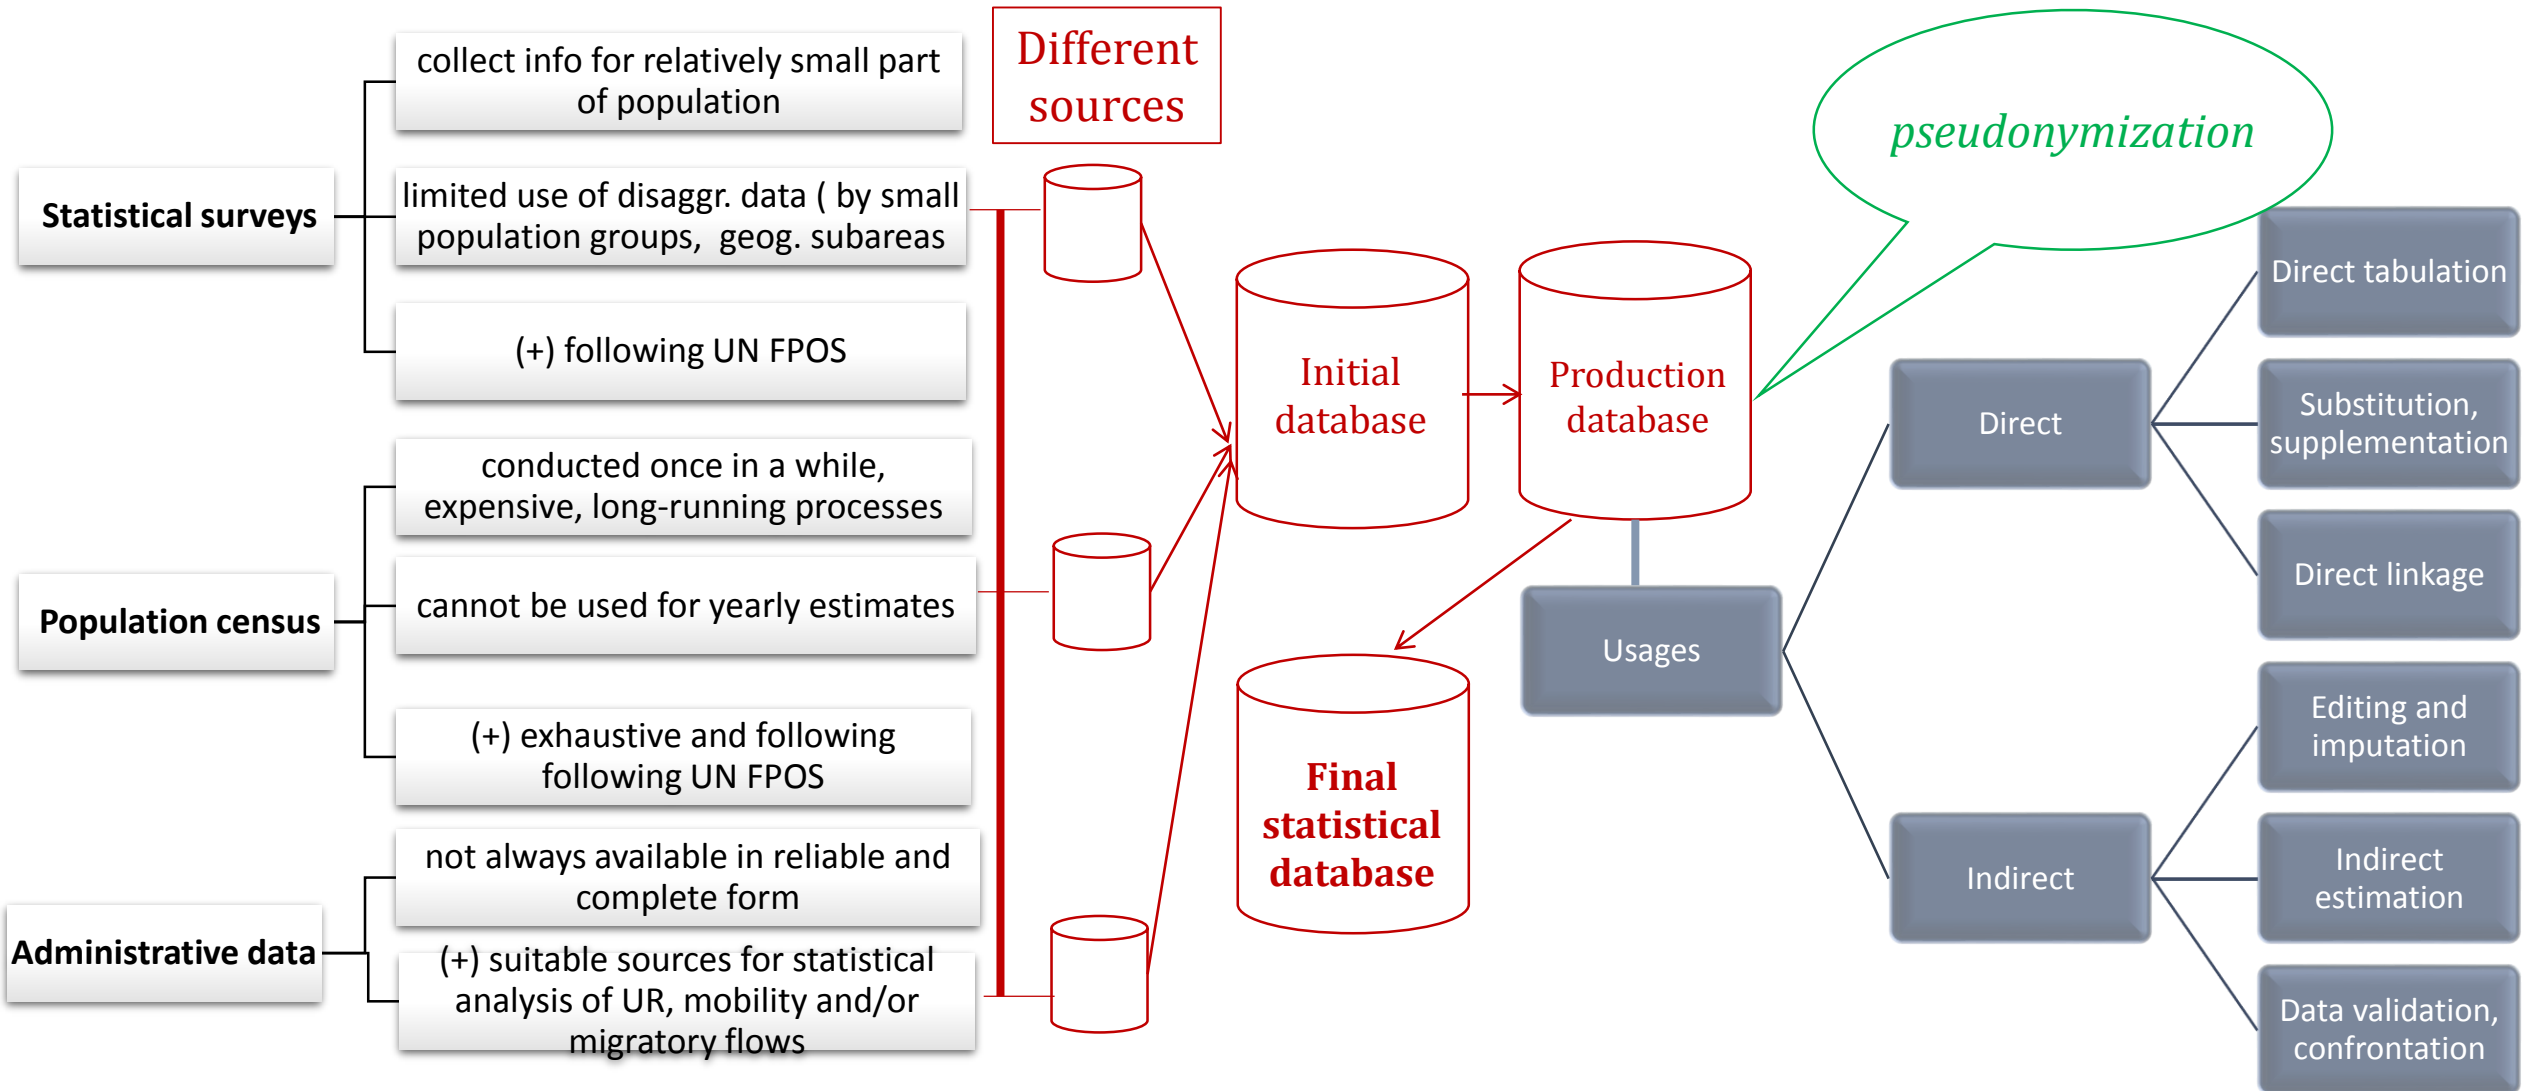 Statistical surveys
collect info for relatively small part
of population
limited use of disaggr. data ( by small
population groups, geog. subareas
(+) following UN FPOS
Population census
conducted once in a while,
expensive, long-running processes
cannot be used for yearly estimates
(+) exhaustive and following
following UN FPOS
Administrative data
not always available in reliable and
complete form
(+) suitable sources for statistical
analysis of UR, mobility and/or
migratory flows
Different
sources
Initial
database
Production
database
pseudonymization
Final
statistical
database
Usages
Direct
Direct tabulation
Substitution,
supplementation
Direct linkage
Indirect
Editing and
imputation
Indirect
estimation
Data validation,
confrontation